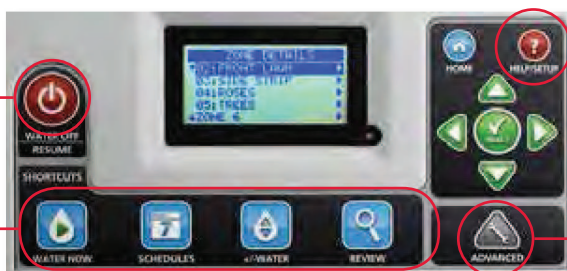 ZONE DETAILS
02:FRONT LAWN
03:SIDE STRIP
04:ROSES
05:TREES
ZONE 6
HOME
?
HELP/SETUP
WATER OFF
RESUME
SHORTCUTS
7
WATER NOW
SCHEDULES
+/-WATER
REVIEW
ADVANCED